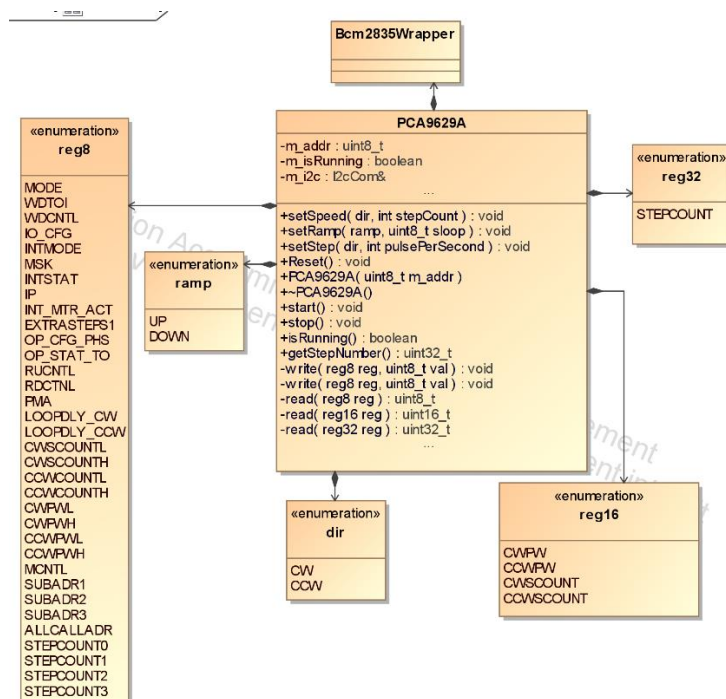 Bcm2835Wrapper
«enumeration»
reg8
MODE
WDTOI
WDCNTL
IO_CFG
INTMODE
MSK
INTSTAT
IP
INT_MTR_ACT
EXTRASTEPS1
OP_CFG_PHS
OP_STAT_TO
RUCNTL
RDCTNL
PMA
LOOPDLY_CW
LOOPDLY_CCW
CWSCOUNTL
CWSCOUNTH
CCWCOUNTL
CCWCOUNTH
CWPWL
CWPWH
CCWPWL
CCWPWH
MCNTL
SUBADR1
SUBADR2
SUBADR3
ALLCALLADR
STEPCOUNT0
STEPCOUNT1
STEPCOUNT2
STEPCOUNT3
«enumeration»
ramp
UP
DOWN
PCA9629A
-m_addr : uint8_t
-m_isRunning : boolean
-m_i2c : I2cCom&
...
+setSpeed( dir, int stepCount ) : void
+setRamp( ramp, uint8_t sloop ) : void
+setStep( dir, int pulsePerSecond ) : void
+Reset() : void
+PCA9629A( uint8_t m_addr )
+~PCA9629A()
+start() : void
+stop() : void
+isRunning() : boolean
+getStepNumber() : uint32_t
-write( reg8 reg, uint8_t val ) : void
-write( reg8 reg, uint8_t val ) : void
-read( reg8 reg ) : uint8_t
-read( reg16 reg ) : uint16_t
-read( reg32 reg ) : uint32_t
...
«enumeration»
reg32
STEPCOUNT
«enumeration»
dir
CW
CCW
«enumeration»
reg16
CWPW
CCWPW
CWSCOUNT
CCWSCOUNT